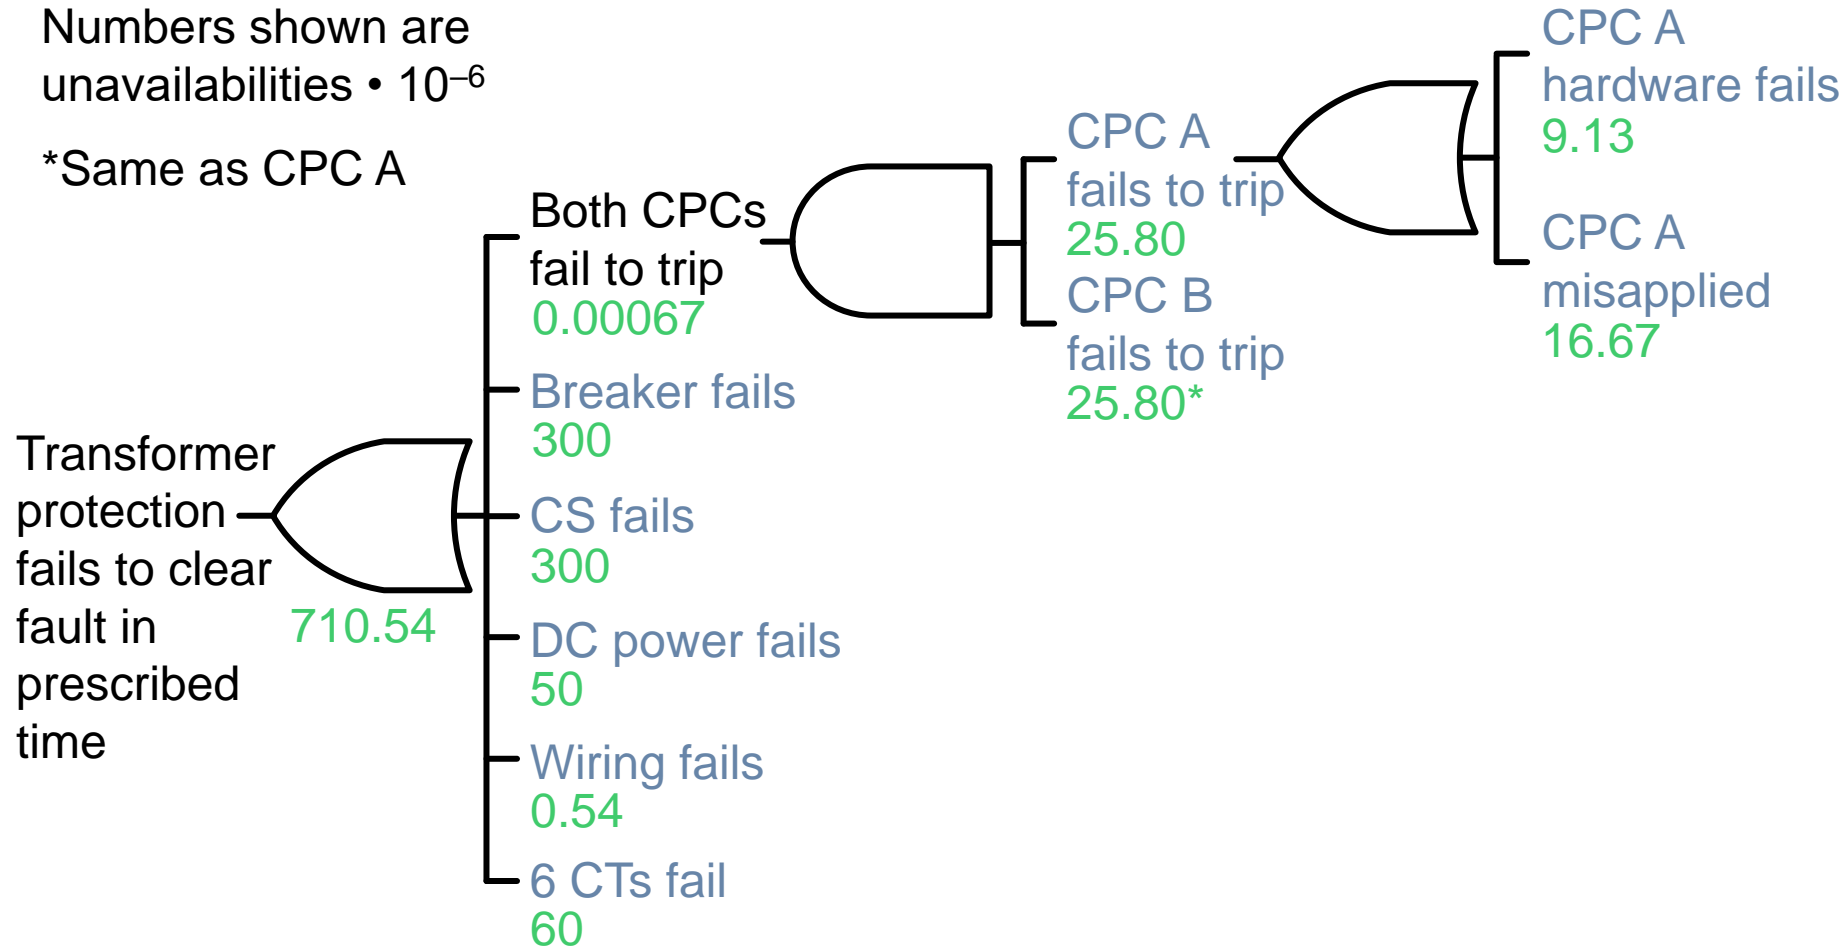 Numbers shown are
unavailabilities • 10–6
*Same as CPC A
Transformer
protection
fails to clear
fault in
prescribed
time
710.54
Both CPCs
fail to trip
0.00067
Breaker fails
300
CS fails
300
DC power fails
50
Wiring fails
0.54
6 CTs fail
60
CPC A
fails to trip
25.80
CPC B
fails to trip
25.80*
CPC A
hardware fails
9.13
CPC A
misapplied
16.67